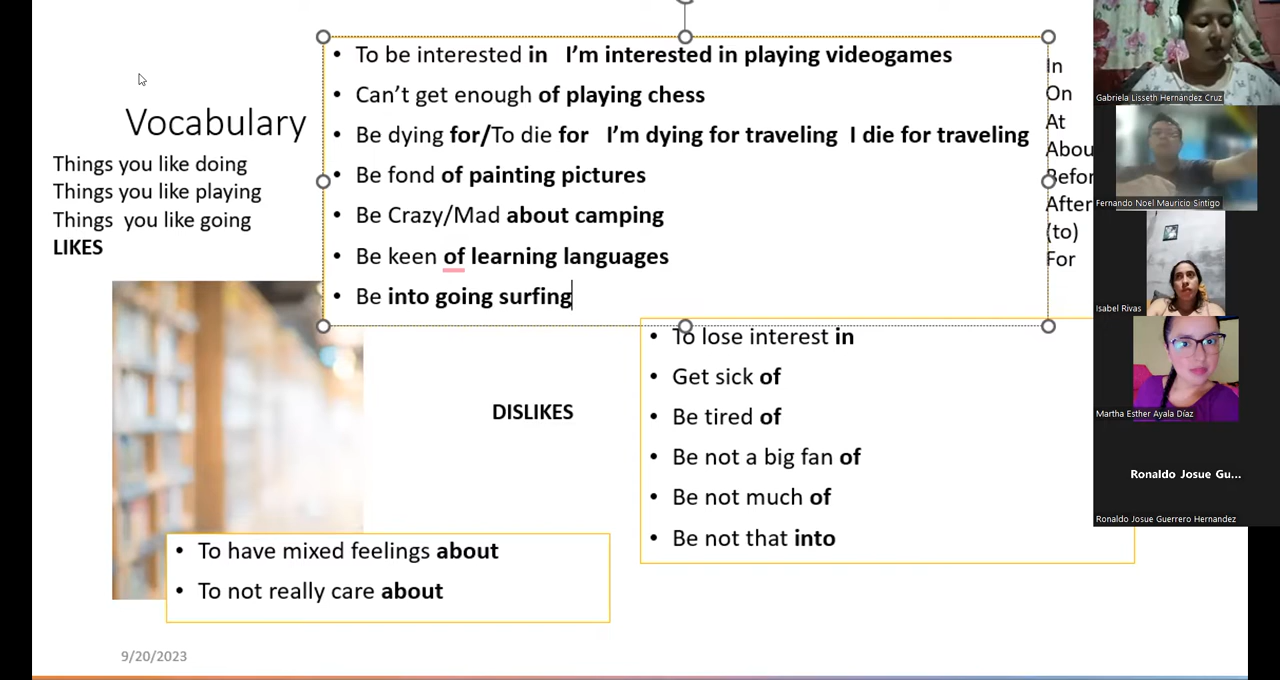 Vocabulary
Things you like doing
Things you like playing
Things you like going
LIKES
• To be interested in I'm interested in playing videogames
• Can't get enough of playing chess
• Be dying for/To die for I'm dying for traveling I die for traveling
• Be fond of painting pictures
• Be Crazy/Mad about camping
• Be keen of learning languages
• Be into going surfing
In
On
At
Abou
Befor
After
(to)
For
DISLIKES
• To lose interest in
• Get sick of
• Be tired of
• Be not a big fan of
• Be not much of
• Be not that into
• To have mixed feelings about
• To not really care about
9/20/2023
Gabriela Lisseth Hernández Cruz
Fernando Noel Mauricio Sintigo
Isabel Rivas
Martha Esther Ayala Díaz
Ronaldo Josue Gu...
Ronaldo Josue Guerrero Hernandez